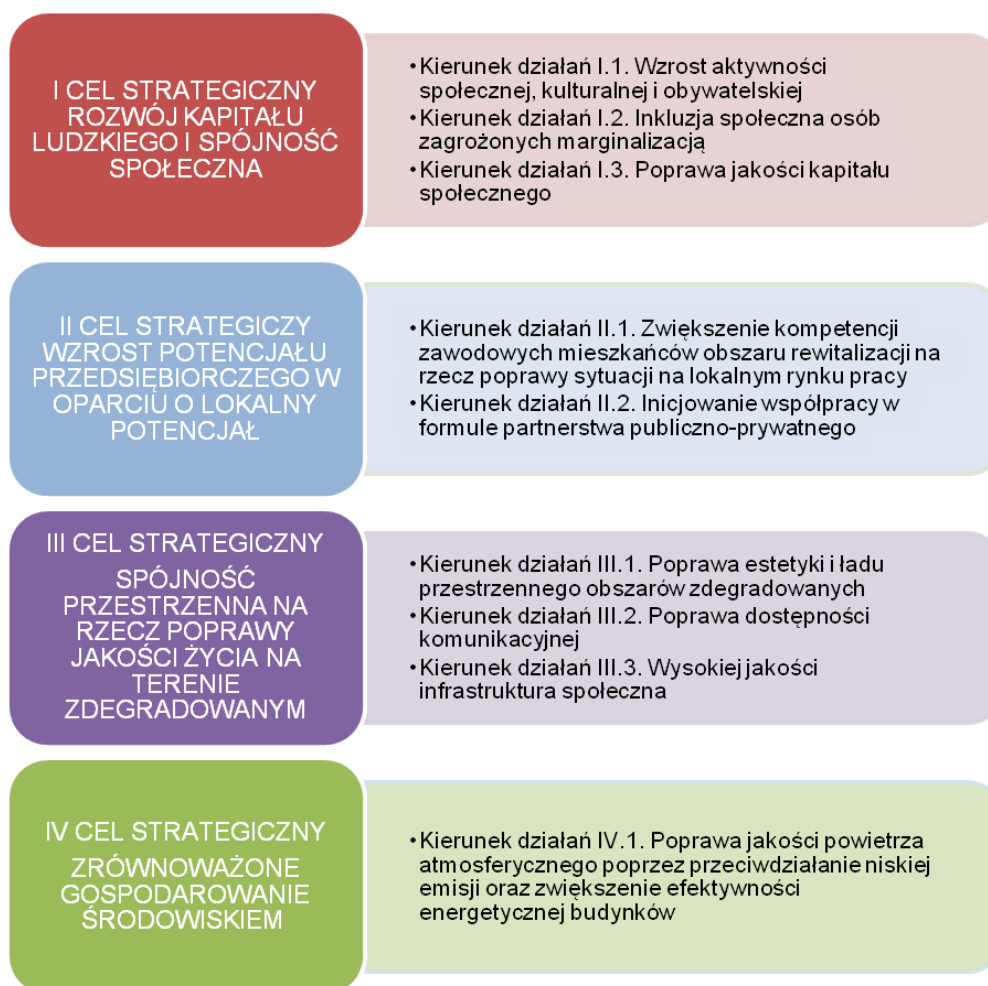 I CEL STRATEGICZNY
ROZWÓJ KAPITAŁU
LUDZKIEGO I SPÓJNOŚĆ
SPOŁECZNA
•Kierunek działań I.1. Wzrost aktywności
społecznej, kulturalnej i obywatelskiej
•Kierunek działań I.2. Inkluzja społeczna osób
zagrożonych marginalizacją
•Kierunek działań I.3. Poprawa jakości kapitału
społecznego
II CEL STRATEGICZY
WZROST POTENCJAŁU
PRZEDSIĘBIORCZEGO W
OPARCIU O LOKALNY
POTENCJAŁ
•Kierunek działań II.1. Zwiększenie kompetencji
zawodowych mieszkańców obszaru rewitalizacji na
rzecz poprawy sytuacji na lokalnym rynku pracy
•Kierunek działań II.2. Inicjowanie współpracy w
formule partnerstwa publiczno-prywatnego
III CEL STRATEGICZNY
SPÓJNOŚĆ
PRZESTRZENNA NA
RZECZ POPRAWY
JAKOŚCI ŻYCIA NA
TERENIE
ZDEGRADOWANYM
•Kierunek działań III.1. Poprawa estetyki i ładu
przestrzennego obszarów zdegradowanych
•Kierunek działań III.2. Poprawa dostępności
komunikacyjnej
•Kierunek działań III.3. Wysokiej jakości
infrastruktura społeczna
IV CEL STRATEGICZNY
ZRÓWNOWAŻONE
GOSPODAROWANIE
ŚRODOWISKIEM
•Kierunek działań IV.1. Poprawa jakości powietrza
atmosferycznego poprzez przeciwdziałanie niskiej
emisji oraz zwiększenie efektywności
energetycznej budynków